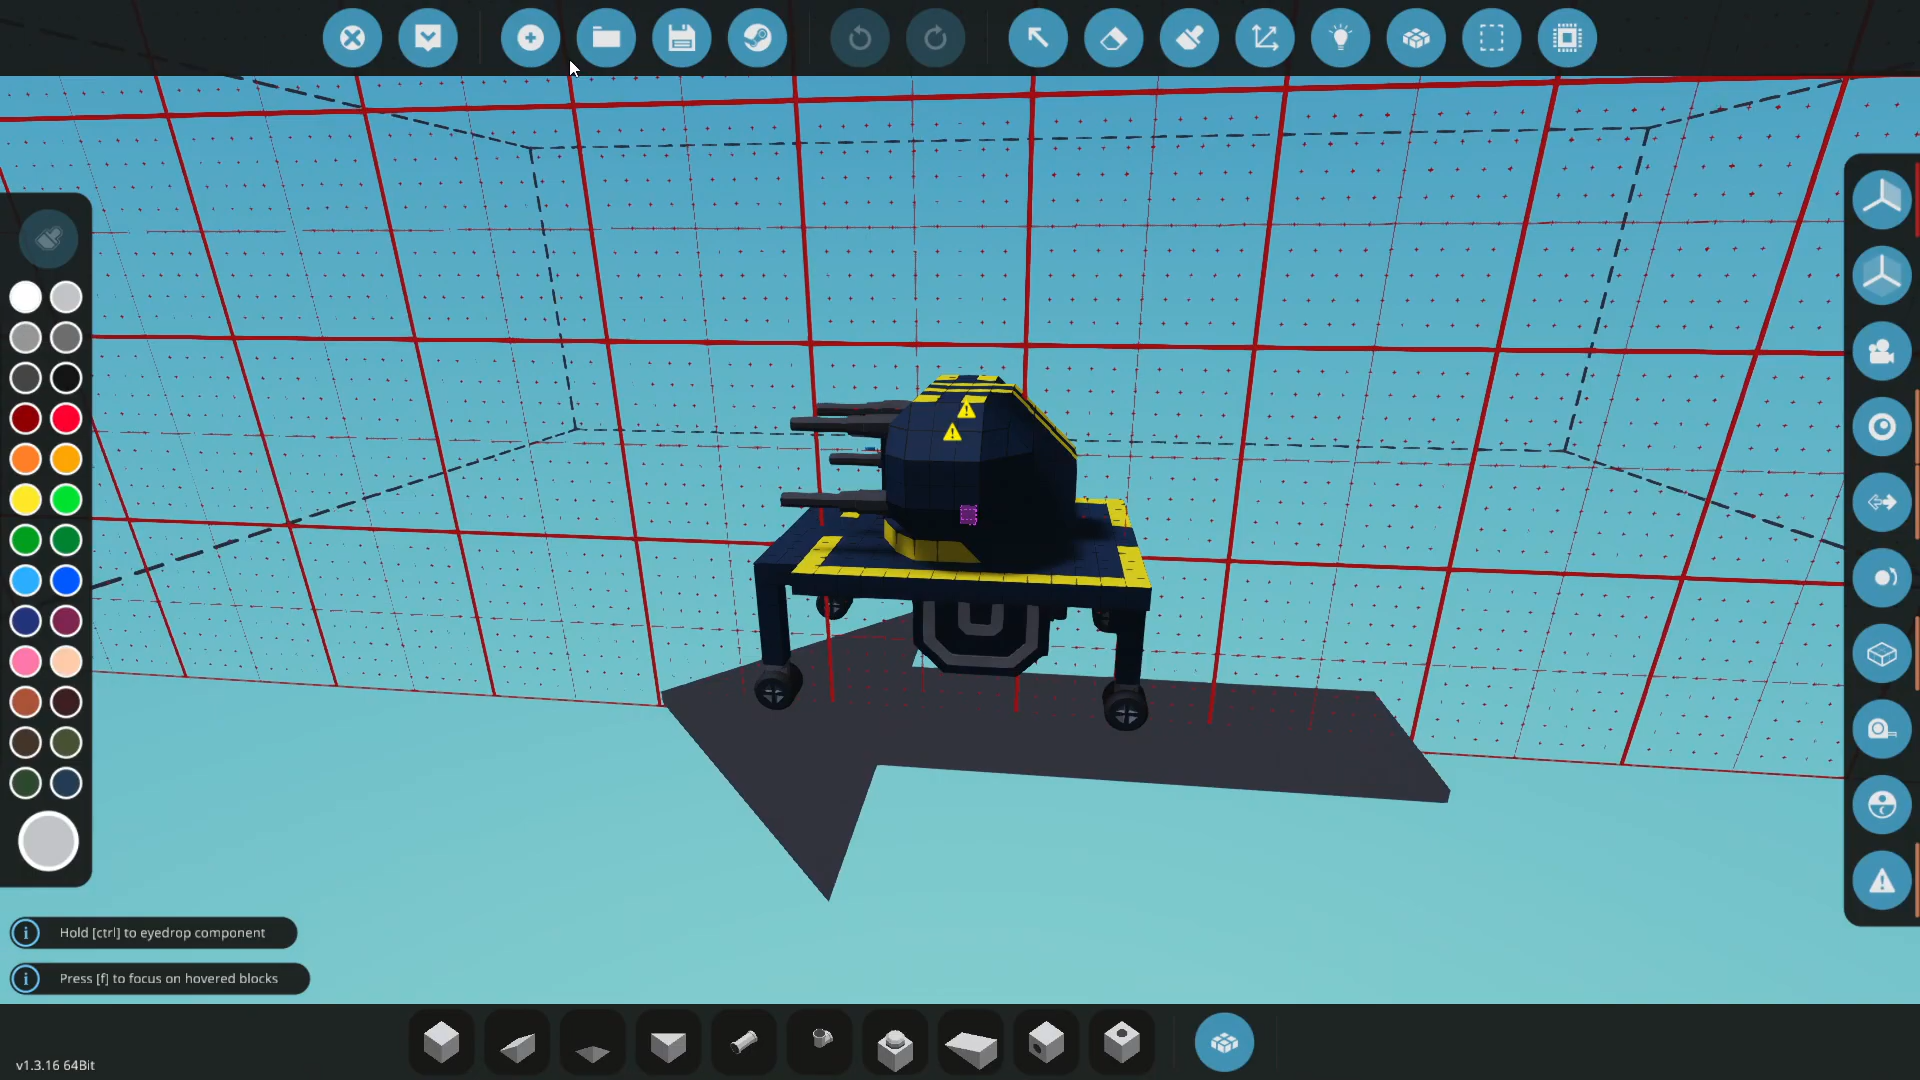 Hold [ctrl] to eyedrop component
Press [f] to focus on hovered blocks
v1.3.16 64Bit